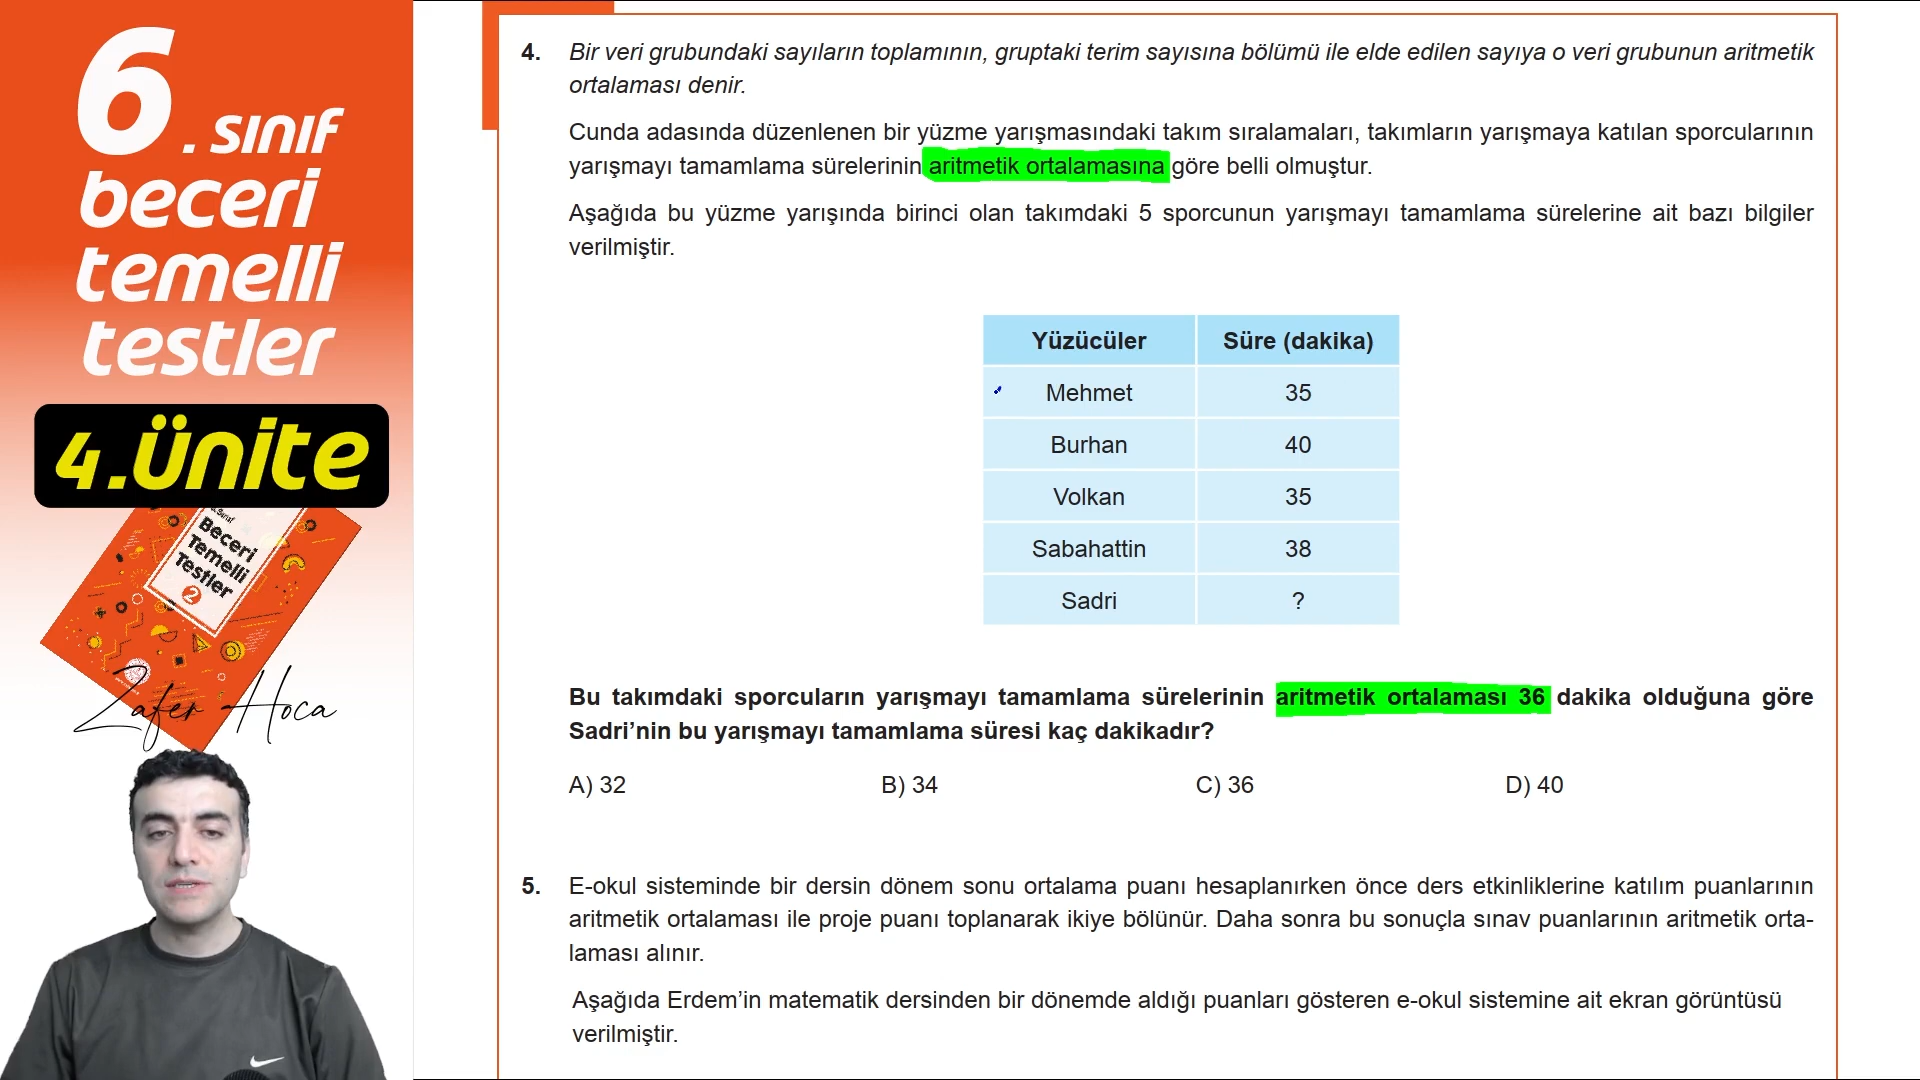 6. sınıf
beceri
temelli
testler
4.ünite
Beceri
Temelli
Testler
2
Zafer Hoca
4. Bir veri grubundaki sayıların toplamının, gruptaki terim sayısına bölümü ile elde edilen sayıya o veri grubunun aritmetik
ortalaması denir.
Cunda adasında düzenlenen bir yüzme yarışmasındaki takım sıralamaları, takımların yarışmaya katılan sporcularının
yarışmayı tamamlama sürelerinin aritmetik ortalamasına göre belli olmuştur.
Aşağıda bu yüzme yarışında birinci olan takımdaki 5 sporcunun yarışmayı tamamlama sürelerine ait bazı bilgiler
verilmiştir.
Yüzücüler Süre (dakika)
Mehmet 35
Burhan 40
Volkan 35
Sabahattin 38
Sadri ?
Bu takımdaki sporcuların yarışmayı tamamlama sürelerinin aritmetik ortalaması 36 dakika olduğuna göre
Sadri’nin bu yarışmayı tamamlama süresi kaç dakikadır?
A) 32 B) 34 C) 36 D) 40
5. E-okul sisteminde bir dersin dönem sonu ortalama puanı hesaplanırken önce ders etkinliklerine katılım puanlarının
aritmetik ortalaması ile proje puanı toplanarak ikiye bölünür. Daha sonra bu sonuçla sınav puanlarının aritmetik orta-
laması alınır.
Aşağıda Erdem’in matematik dersinden bir dönemde aldığı puanları gösteren e-okul sistemine ait ekran görüntüsü
verilmiştir.